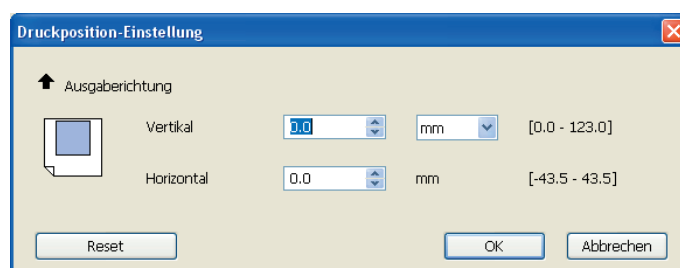 Druckposition-Einstellung
Ausgaberichtung
Vertikal 0.0 mm [0.0 - 123.0]
Horizontal 0.0 mm [-43.5 - 43.5]
Reset OK Abbrechen